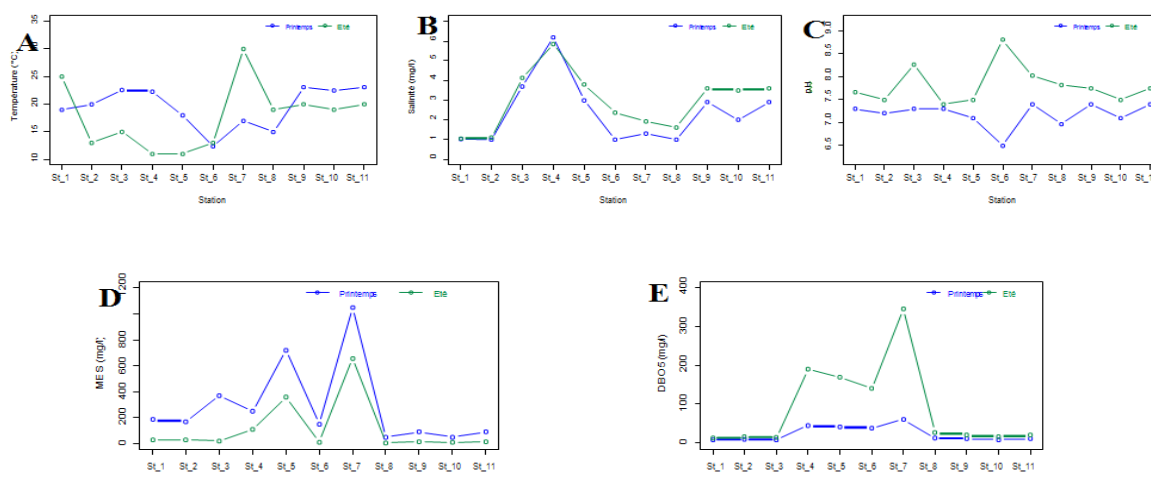 A
Température (°C)
35
25
20
15
10
Printemps Eté
St_1 St_2 St_3 St_4 St_5 St_6 St_7 St_8 St_9 St_10 St_11
Station
B
Salinité (mg/l)
6
5
4
3
2
1
0
Printemps Eté
St_1 St_2 St_3 St_4 St_5 St_6 St_7 St_8 St_9 St_10 St_11
Station
C
9.0
8.5
8.0
7.5
7.0
6.5
Printemps Eté
St_1 St_2 St_3 St_4 St_5 St_6 St_7 St_8 St_9 St_10 St_1
Station
D
MES (mg/l)
200
800
600
400
200
0
Printemps Eté
St_1 St_2 St_3 St_4 St_5 St_6 St_7 St_8 St_9 St_10 St_11
E
DBO5 (mg/l)
400
300
200
100
0
Printemps Eté
St_1 St_2 St_3 St_4 St_5 St_6 St_7 St_8 St_9 St_10 St_11